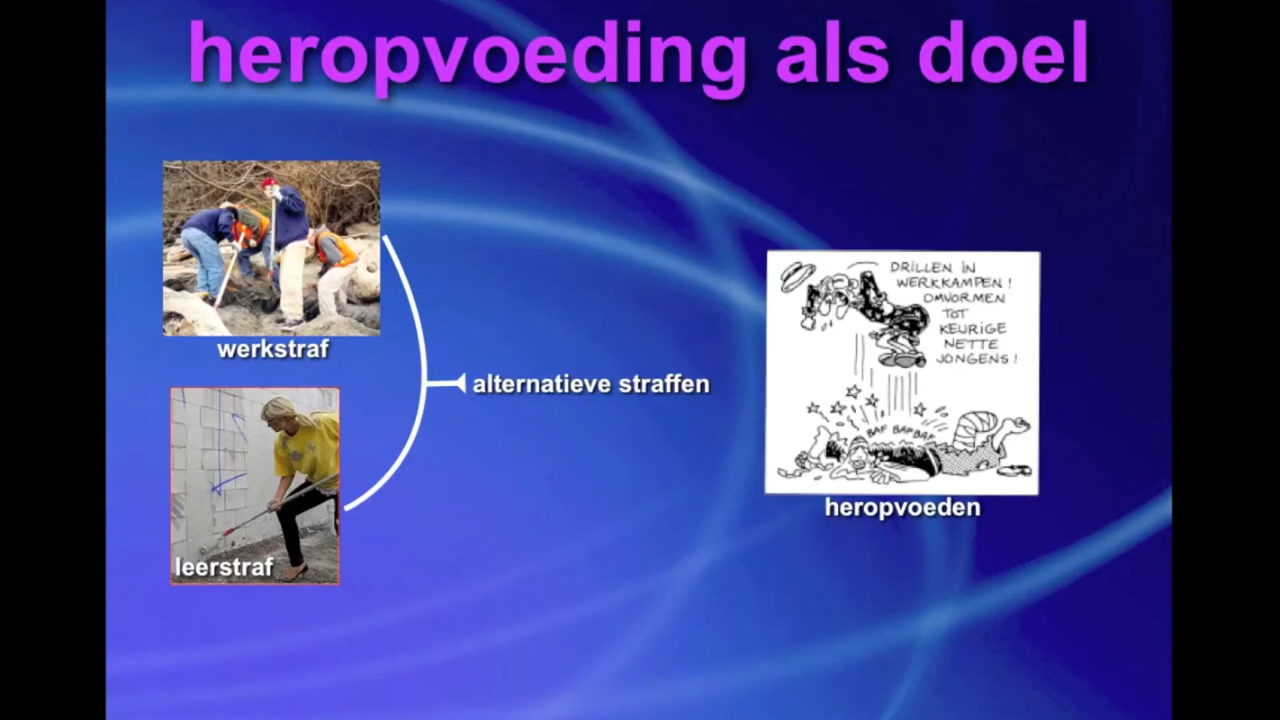 heropvoeding als doel
werkstraf
leerstraf
alternatieve straffen
DRILLEN IN
WERKKAMPEN!
OMVORMEN
TOT
KEURIGE
NETTE
JONGENS!
BAF BAF BAF
heropvoeden